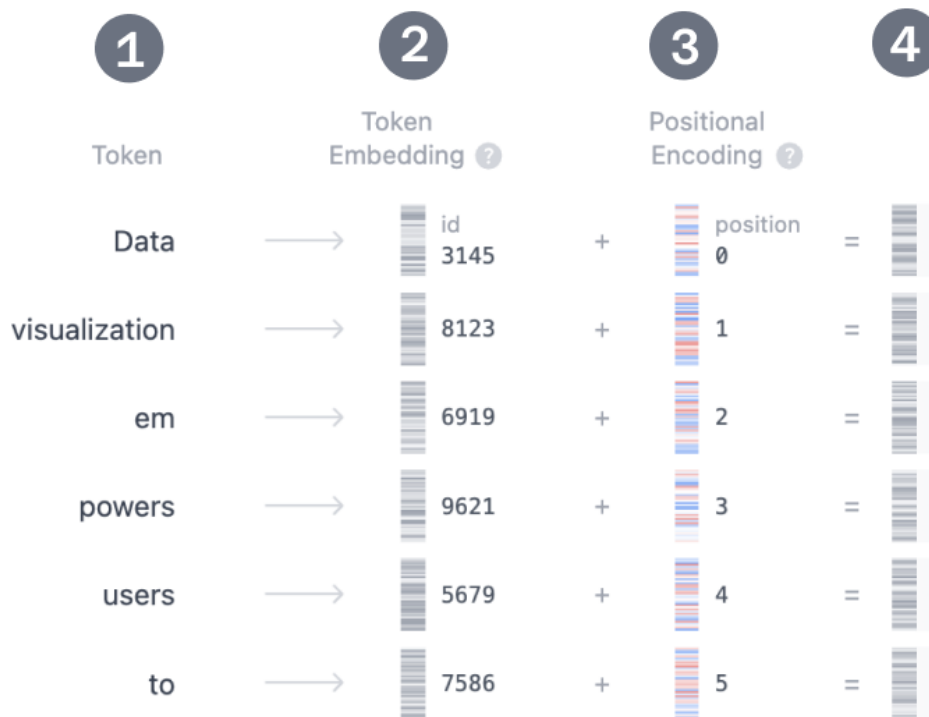 1 2 3 4
Token
Token Embedding ?
Positional Encoding ?
Data → id 3145 + position 0 =
visualization → 8123 + 1 =
em → 6919 + 2 =
powers → 9621 + 3 =
users → 5679 + 4 =
to → 7586 + 5 =